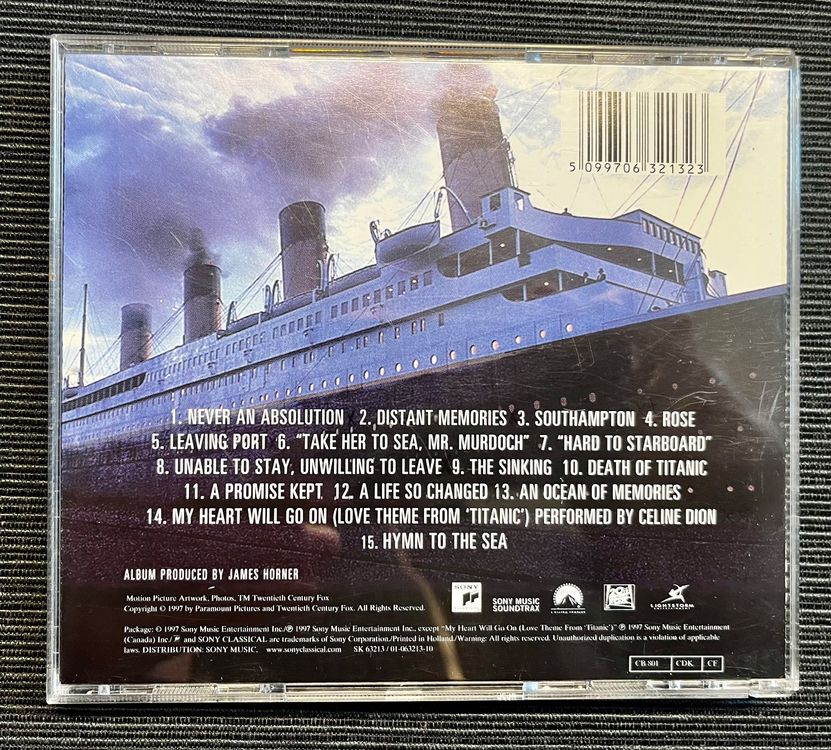 5 099706 321323
1. NEVER AN ABSOLUTION 2. DISTANT MEMORIES 3. SOUTHAMPTON 4. ROSE
5. LEAVING PORT 6. "TAKE HER TO SEA, MR. MURDOCH" 7. "HARD TO STARBOARD"
8. UNABLE TO STAY, UNWILLING TO LEAVE 9. THE SINKING 10. DEATH OF TITANIC
11. A PROMISE KEPT 12. A LIFE SO CHANGED 13. AN OCEAN OF MEMORIES
14. MY HEART WILL GO ON (LOVE THEME FROM 'TITANIC') PERFORMED BY CELINE DION
15. HYMN TO THE SEA
ALBUM PRODUCED BY JAMES HORNER
Motion Picture Artwork, Photos, TM Twentieth Century Fox
Copyright © 1997 by Paramount Pictures and Twentieth Century Fox. All Rights Reserved.
SONY
SONY MUSIC
SOUNDTRAX
LIGHTSTORM
Package: © 1997 Sony Music Entertainment Inc./℗ 1997 Sony Music Entertainment Inc., except "My Heart Will Go On (Love Theme From 'Titanic')" ℗ 1997 Sony Music Entertainment
(Canada) Inc./ and SONY CLASSICAL are trademarks of Sony Corporation./Printed in Holland./Warning: All rights reserved. Unauthorized duplication is a violation of applicable
laws. DISTRIBUTION: SONY MUSIC. www.sonyclassical.com SK 63213 / 01-063213-10
CB 801 CDK CF